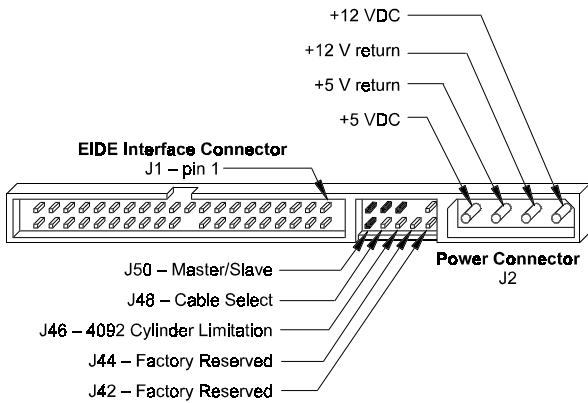 +12 VDC
+12 V return
+5 V return
+5 VDC
EIDE Interface Connector
J1 – pin 1
J50 – Master/Slave
J48 – Cable Select
J46 – 4092 Cylinder Limitation
J44 – Factory Reserved
J42 – Factory Reserved
Power Connector
J2